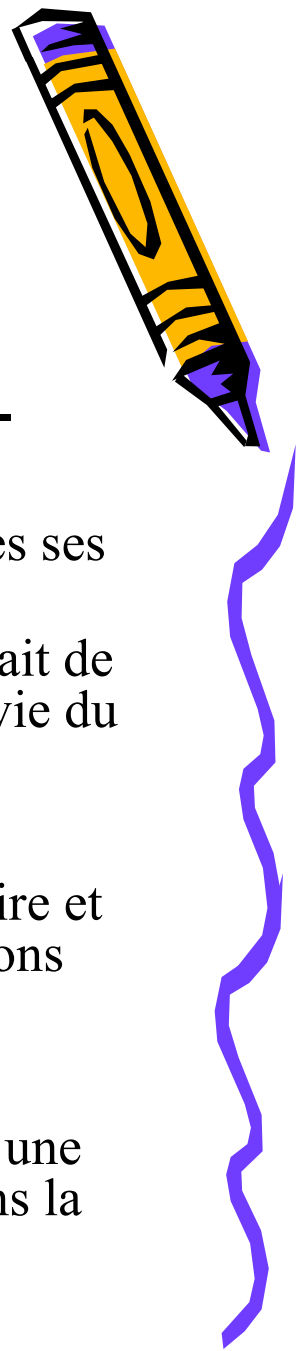 es ses
ait de
vie du
ire et
ons
une
ns la